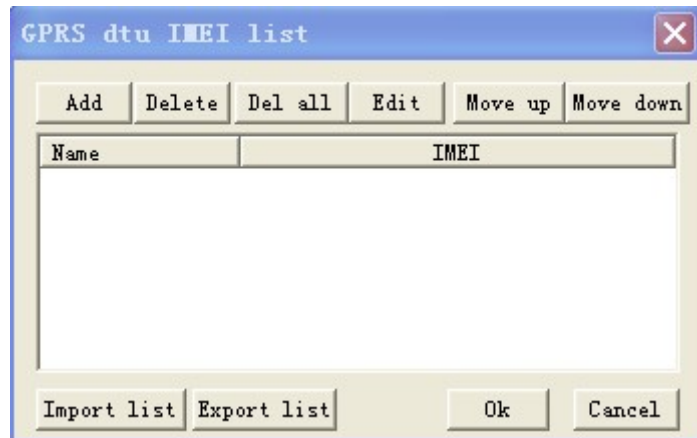 GPRS dtu IMEI list
Add Delete Del all Edit Move up Move down
Name IMEI
Import list Export list Ok Cancel